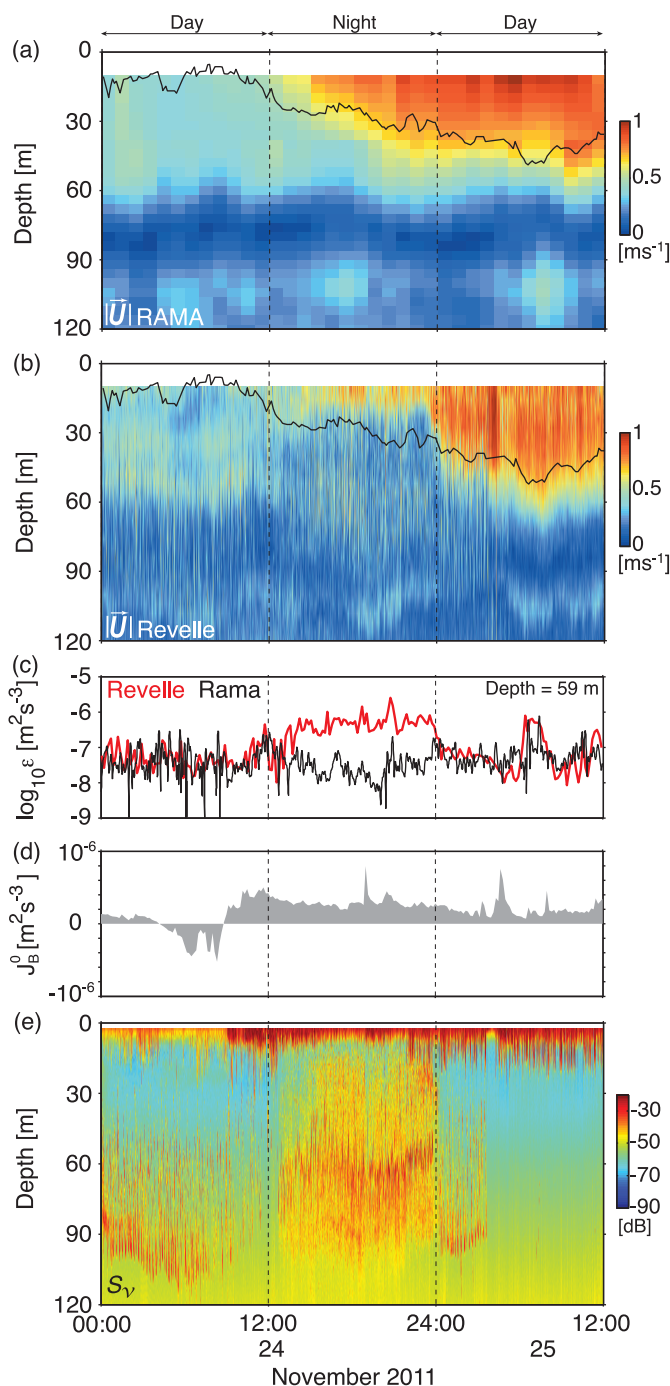 Day Night Day
(a)
0
30
60
90
120
Depth [m]
|U| RAMA
1
0.5
0
[ms-1]
(b)
0
30
60
90
120
Depth [m]
|U| Revelle
1
0.5
0
[ms-1]
(c)
-5
-6
-7
-8
-9
log10ε [m2s-3]
Revelle Rama Depth = 59 m
(d)
10-6
0
-10-6
J0B [m2s-3]
(e)
0
30
60
90
120
Depth [m]
Sv
-30
-50
-70
-90
[dB]
00:00 12:00 24:00 12:00
24 25
November 2011